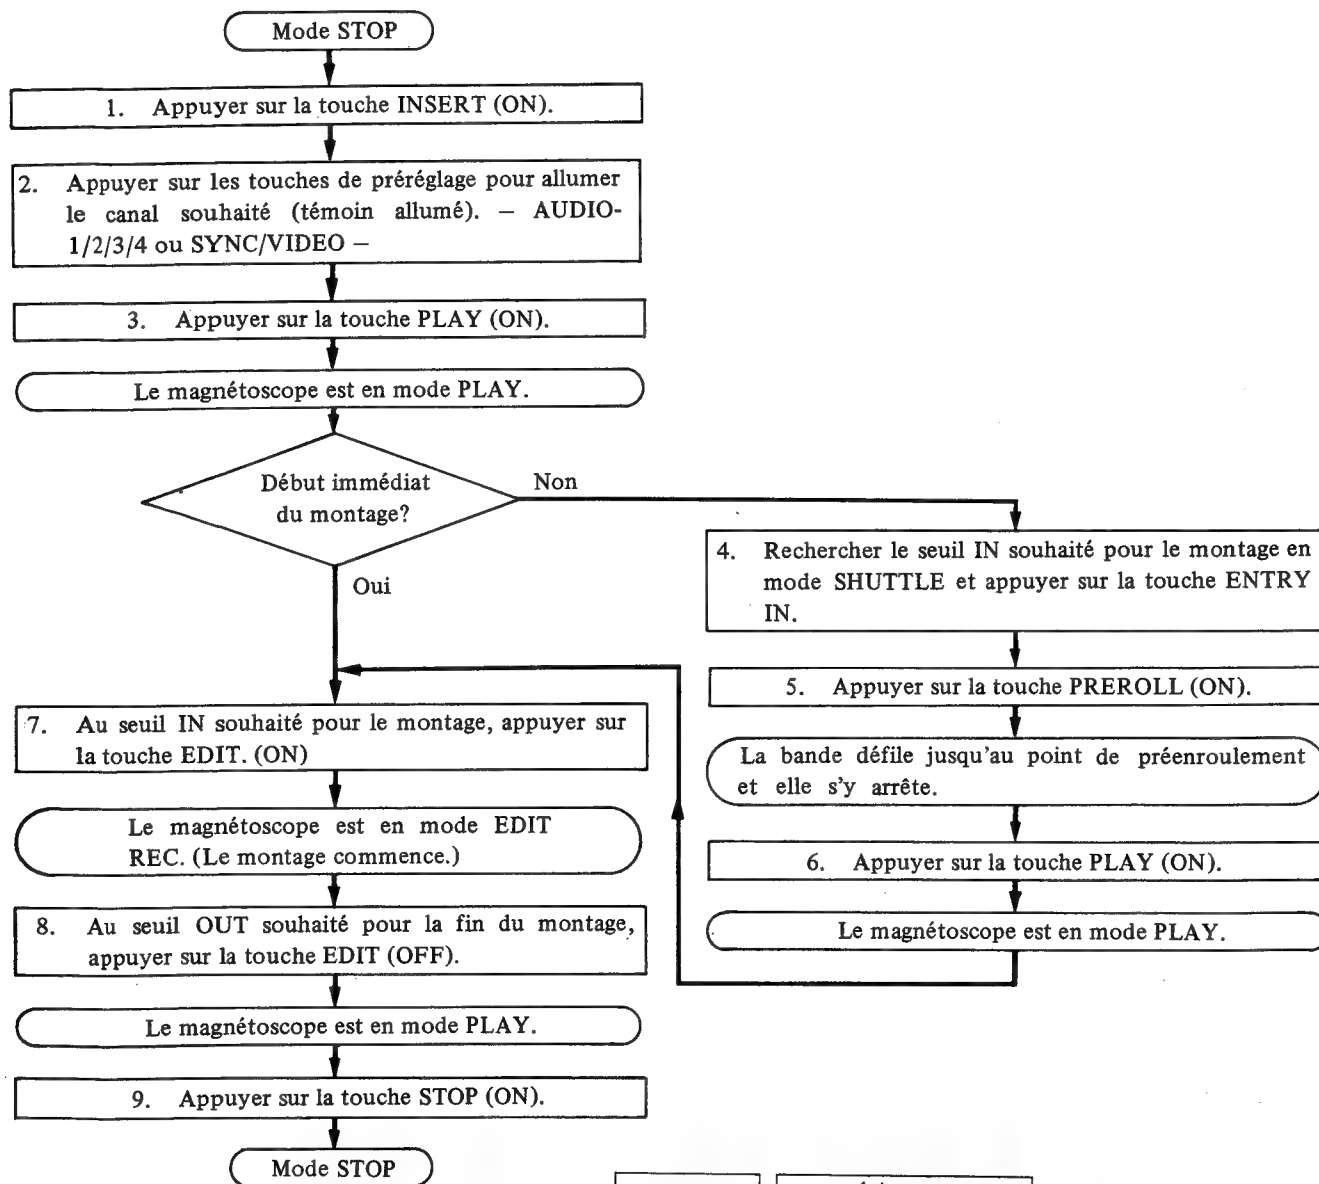 Mode STOP
1. Appuyer sur la touche INSERT (ON).
2. Appuyer sur les touches de préréglage pour allumer
le canal souhaité (témoin allumé). – AUDIO-
1/2/3/4 ou SYNC/VIDEO –
3. Appuyer sur la touche PLAY (ON).
Le magnétoscope est en mode PLAY.
Début immédiat
du montage?
Non
Oui
4. Rechercher le seuil IN souhaité pour le montage en
mode SHUTTLE et appuyer sur la touche ENTRY
IN.
5. Appuyer sur la touche PREROLL (ON).
La bande défile jusqu'au point de préenroulement
et elle s'y arrête.
6. Appuyer sur la touche PLAY (ON).
Le magnétoscope est en mode PLAY.
7. Au seuil IN souhaité pour le montage, appuyer sur
la touche EDIT. (ON)
Le magnétoscope est en mode EDIT
REC. (Le montage commence.)
8. Au seuil OUT souhaité pour la fin du montage,
appuyer sur la touche EDIT (OFF).
Le magnétoscope est en mode PLAY.
9. Appuyer sur la touche STOP (ON).
Mode STOP